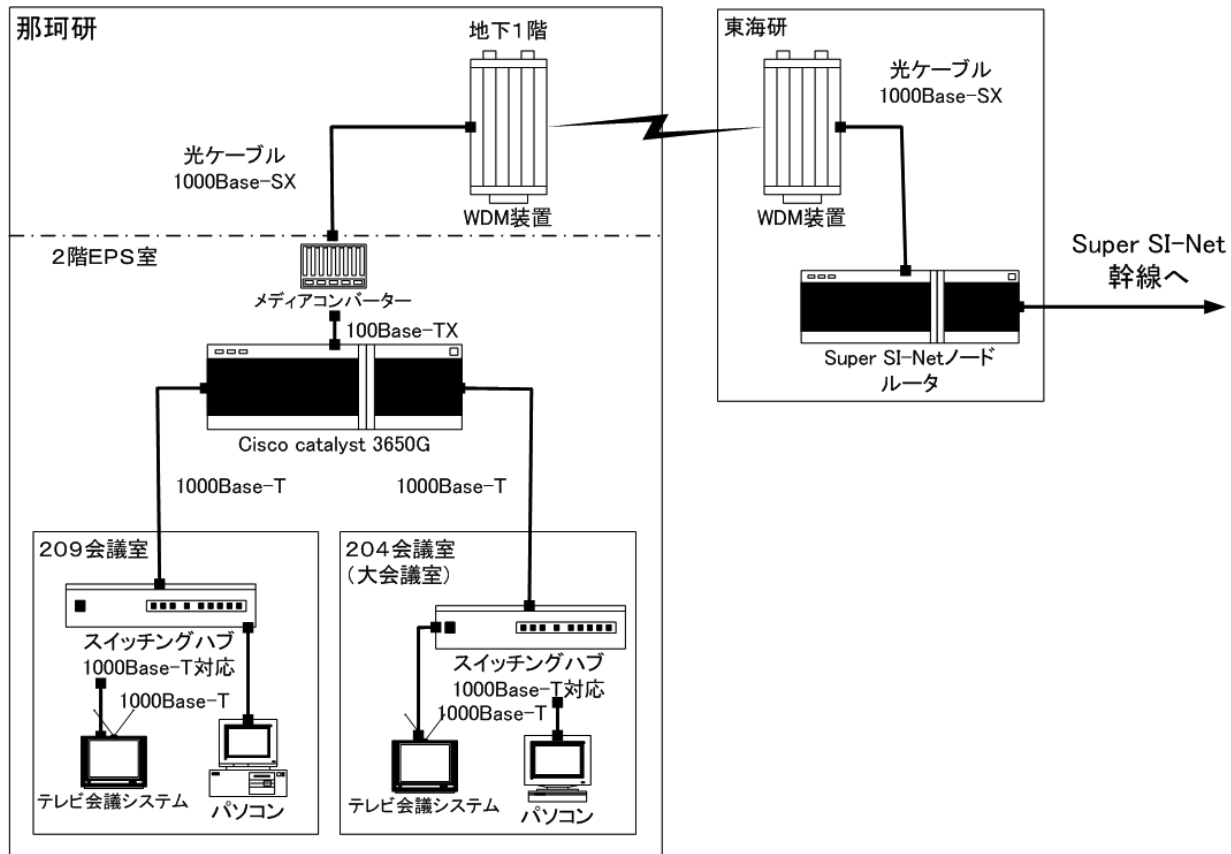 那珂研
地下1階
光ケーブル
1000Base-SX
WDM装置
2階EPS室
メディアコンバーター
100Base-TX
Cisco catalyst 3650G
1000Base-T
1000Base-T
209会議室
スイッチングハブ
1000Base-T対応
1000Base-T
テレビ会議システム
パソコン
204会議室
(大会議室)
スイッチングハブ
1000Base-T対応
1000Base-T
テレビ会議システム
パソコン
東海研
光ケーブル
1000Base-SX
WDM装置
Super SI-Netノード
ルータ
Super SI-Net
幹線へ